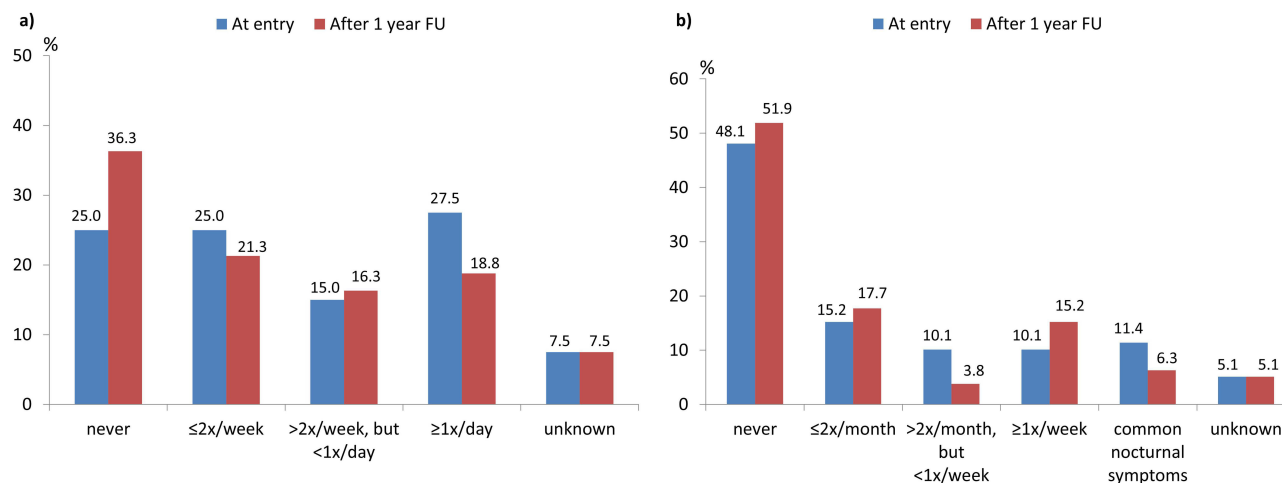 a)
At entry After 1 year FU
%
50
40
30
20
10
0
25.0 36.3
25.0 21.3
15.0 16.3
27.5 18.8
7.5 7.5
never ≤2x/week >2x/week, but ≥1x/day unknown
<1x/day
b)
At entry After 1 year FU
%
60
50
40
30
20
10
0
48.1 51.9
15.2 17.7
10.1 3.8
10.1 15.2
11.4 6.3
5.1 5.1
never ≤2x/month >2x/month, ≥1x/week common unknown
but nocturnal
<1x/week symptoms